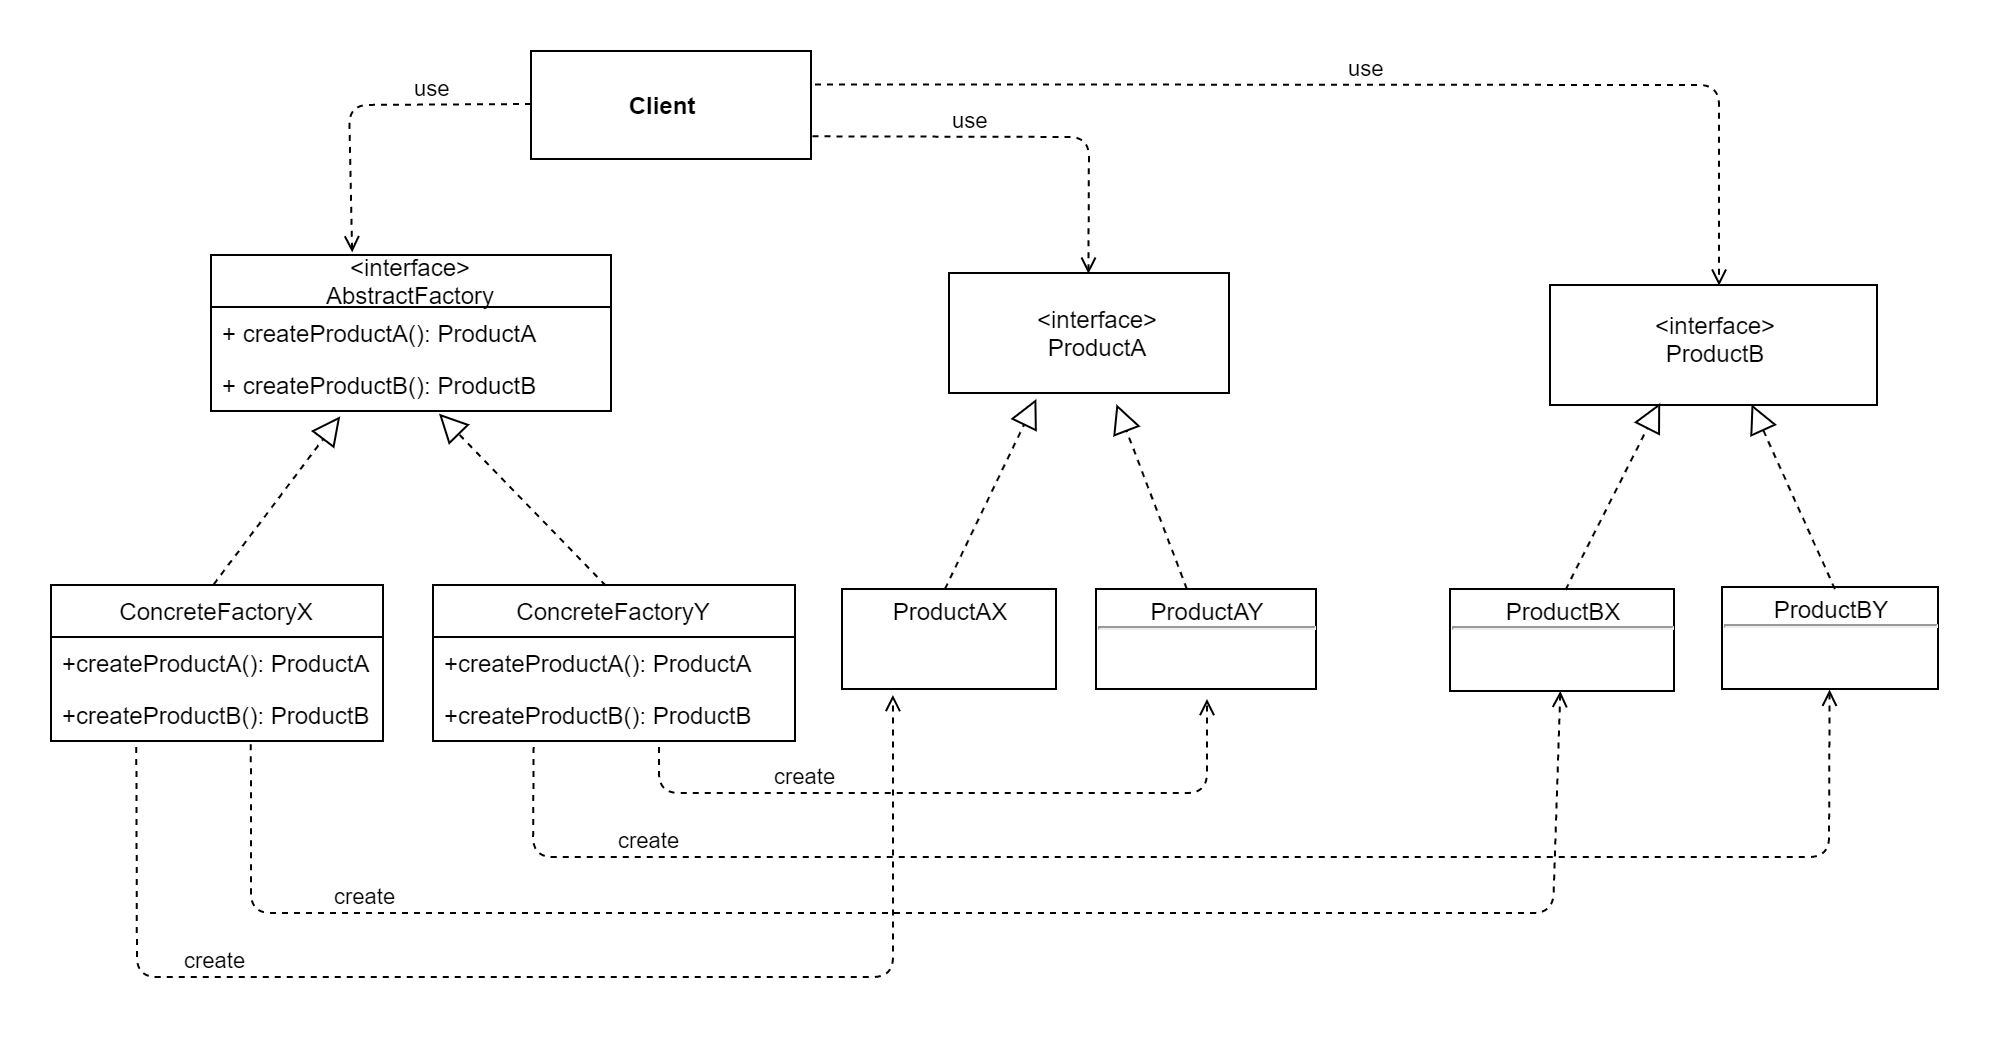 use
Client
use
use
<interface>
AbstractFactory
+ createProductA(): ProductA
+ createProductB(): ProductB
<interface>
ProductA
<interface>
ProductB
ConcreteFactoryX
+createProductA(): ProductA
+createProductB(): ProductB
ConcreteFactoryY
+createProductA(): ProductA
+createProductB(): ProductB
ProductAX
ProductAY
ProductBX
ProductBY
create
create
create
create